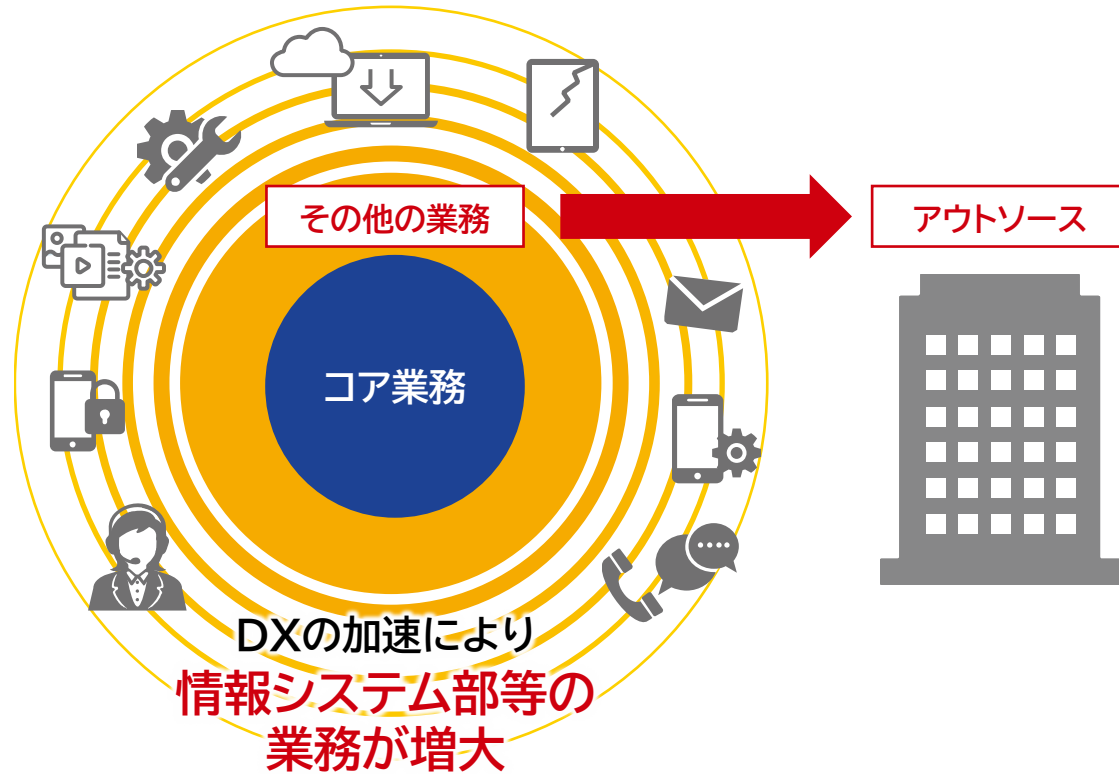 その他の業務
アウトソース
コア業務
DXの加速により
情報システム部等の
業務が増大